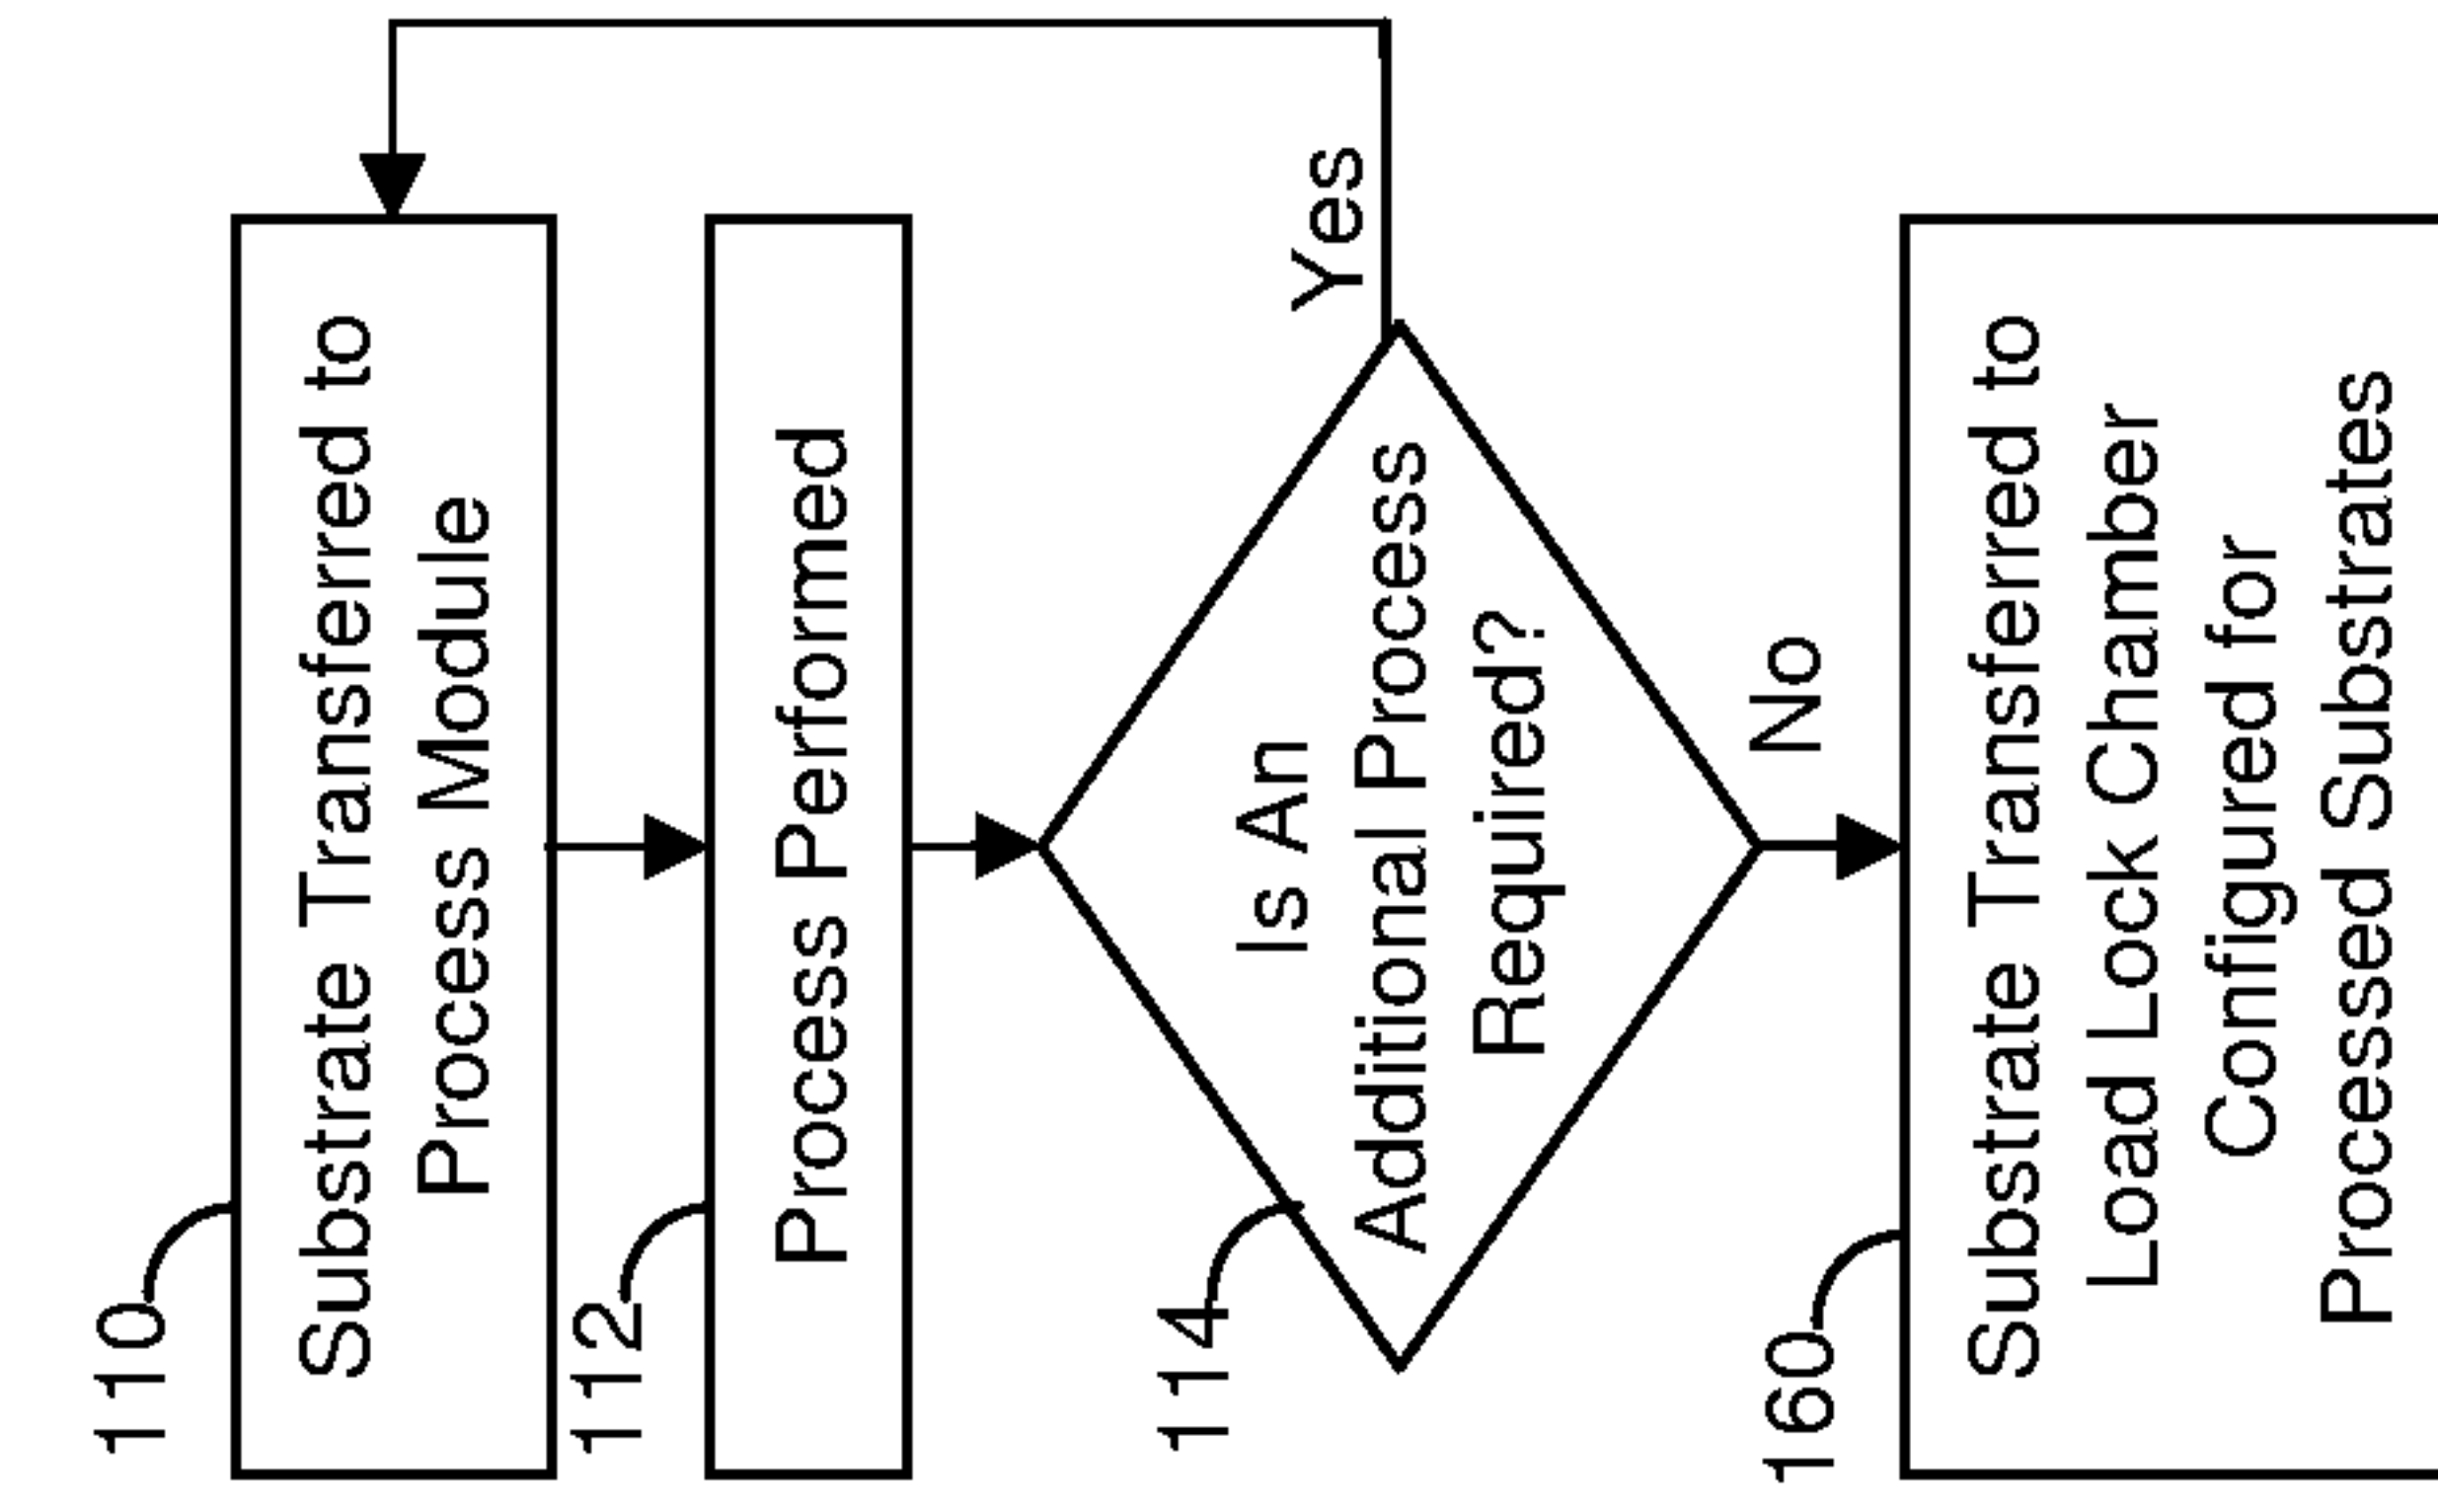 110
Substrate Transferred to
Process Module
112
Process Performed
114
Is An
Additional Process
Required?
Yes
No
160
Substrate Transferred to
Load Lock Chamber
Configured for
Processed Substrates